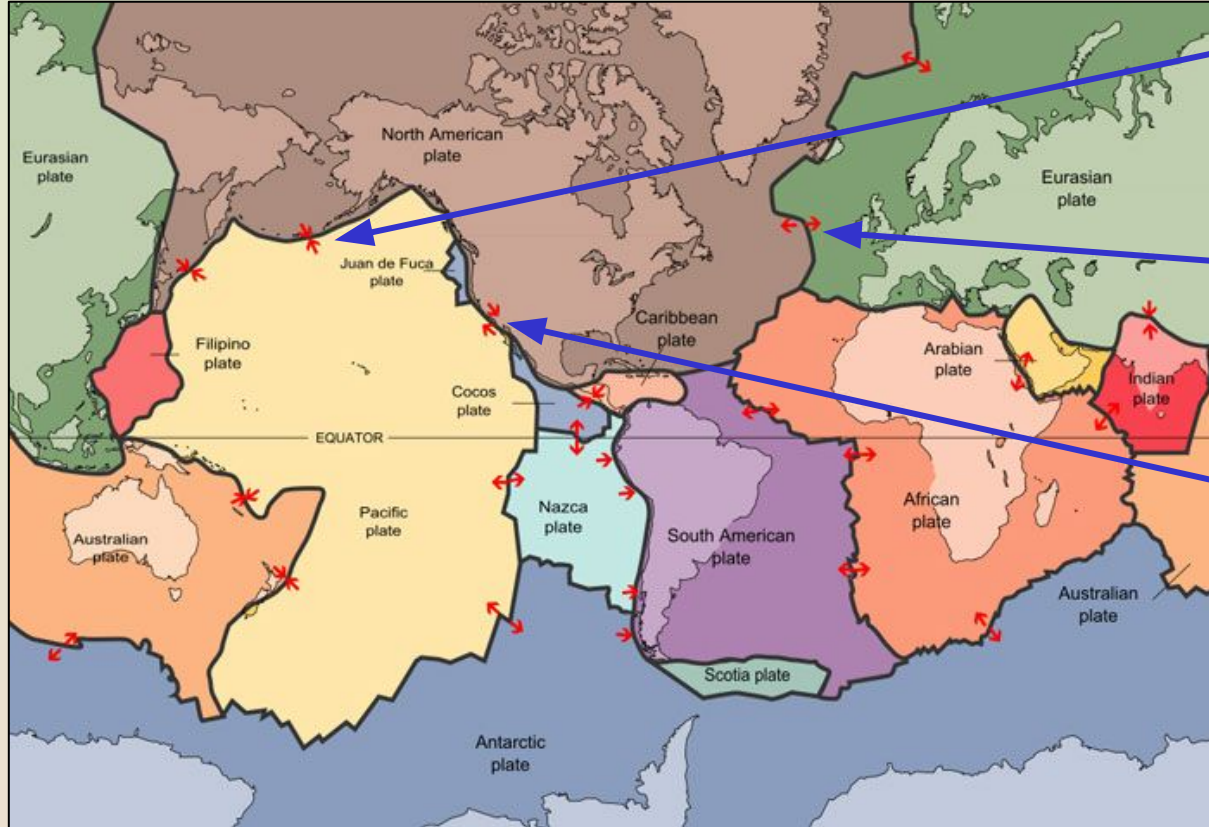 North American
plate
Eurasian
plate
Eurasian
plate
Juan de Fuca
plate
Caribbean
plate
Filipino
plate
Arabian
plate
Indian
plate
Cocos
plate
EQUATOR
Nazca
plate
African
plate
Pacific
plate
South American
plate
Australian
plate
Australian
plate
Scotia plate
Antarctic
plate